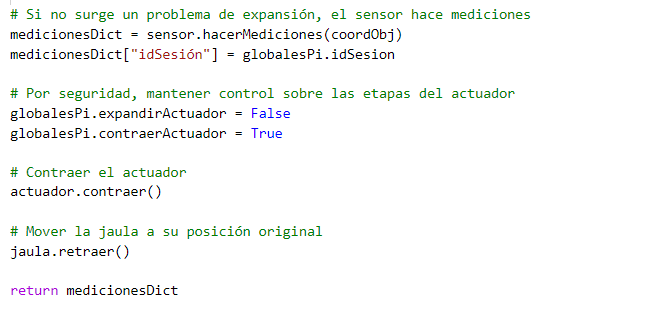 # Si no surge un problema de expansión, el sensor hace mediciones
medicionesDict = sensor.hacerMediciones(coordObj)
medicionesDict["idSesión"] = globalesPi.idSesion
# Por seguridad, mantener control sobre las etapas del actuador
globalesPi.expandirActuador = False
globalesPi.contraerActuador = True
# Contraer el actuador
actuador.contraer()
# Mover la jaula a su posición original
jaula.retraer()
return medicionesDict